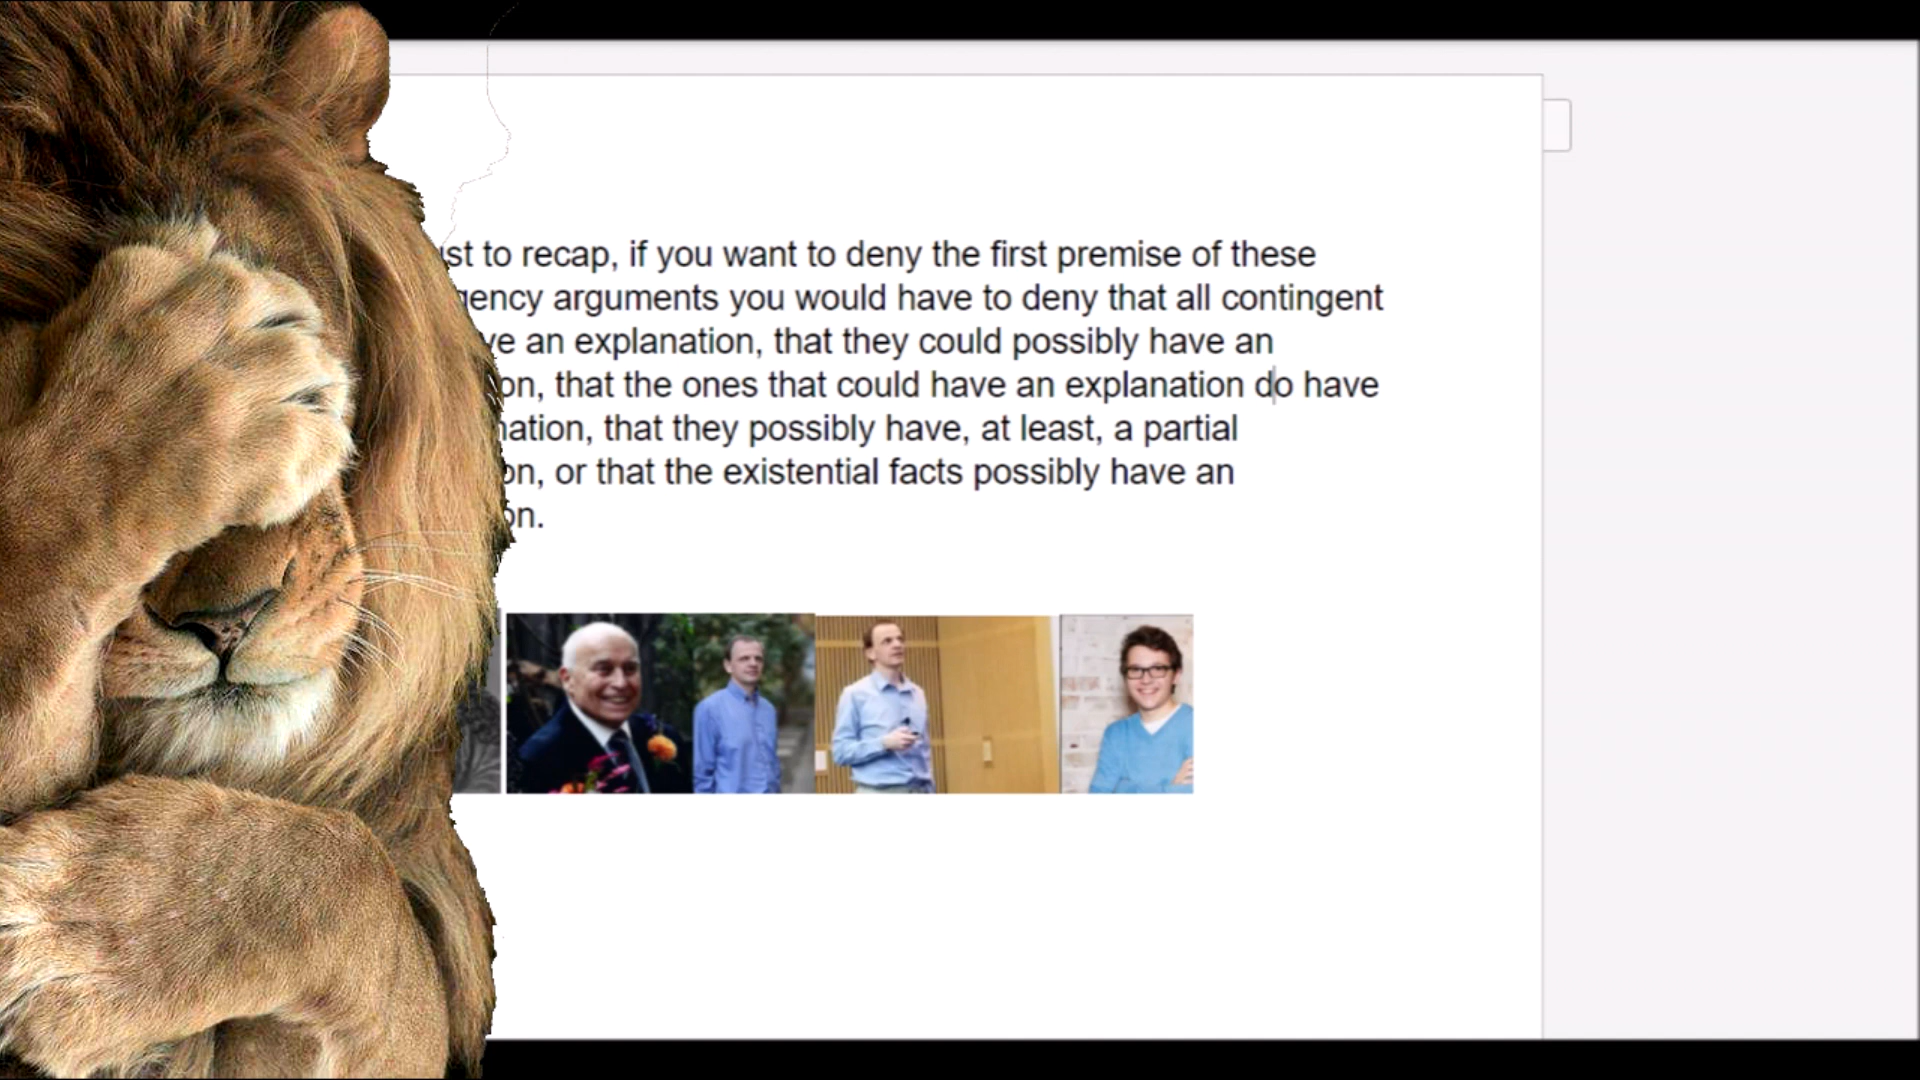 to recap, if you want to deny the first premise of these
arguments you would have to deny that all contingent
an explanation, that they could possibly have an
that the ones that could have an explanation do have
that they possibly have, at least, a partial
or that the existential facts possibly have an